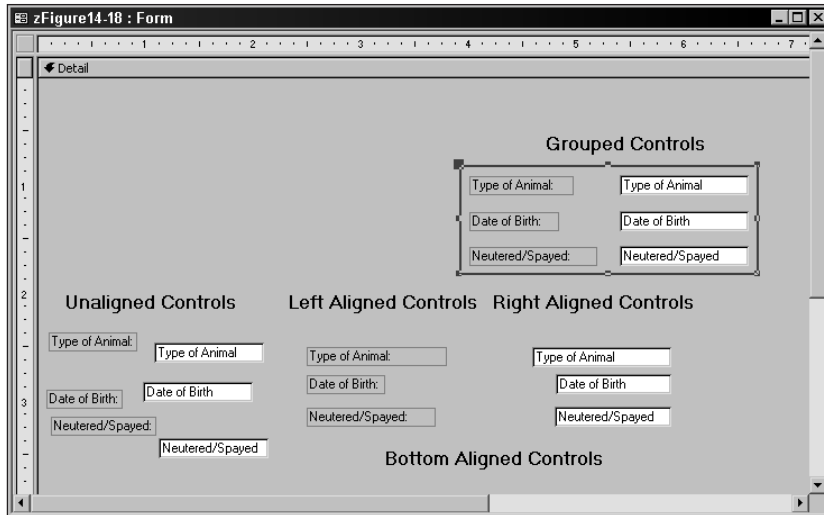 zFigure14-18 : Form
1 2 3 4 5 6 7
Detail
Grouped Controls
Type of Animal: Type of Animal
Date of Birth: Date of Birth
Neutered/Spayed: Neutered/Spayed
1
2
3
Unaligned Controls
Type of Animal: Type of Animal
Date of Birth: Date of Birth
Neutered/Spayed:
Neutered/Spayed
Left Aligned Controls Right Aligned Controls
Type of Animal: Type of Animal
Date of Birth: Date of Birth
Neutered/Spayed: Neutered/Spayed
Bottom Aligned Controls